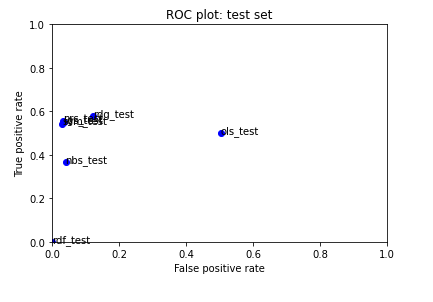 ROC plot: test set
True positive rate
1.0
0.8
0.6
0.4
0.2
0.0
rdg_test
ols_test
nbs_test
rdf_test
0.0 0.2 0.4 0.6 0.8 1.0
False positive rate